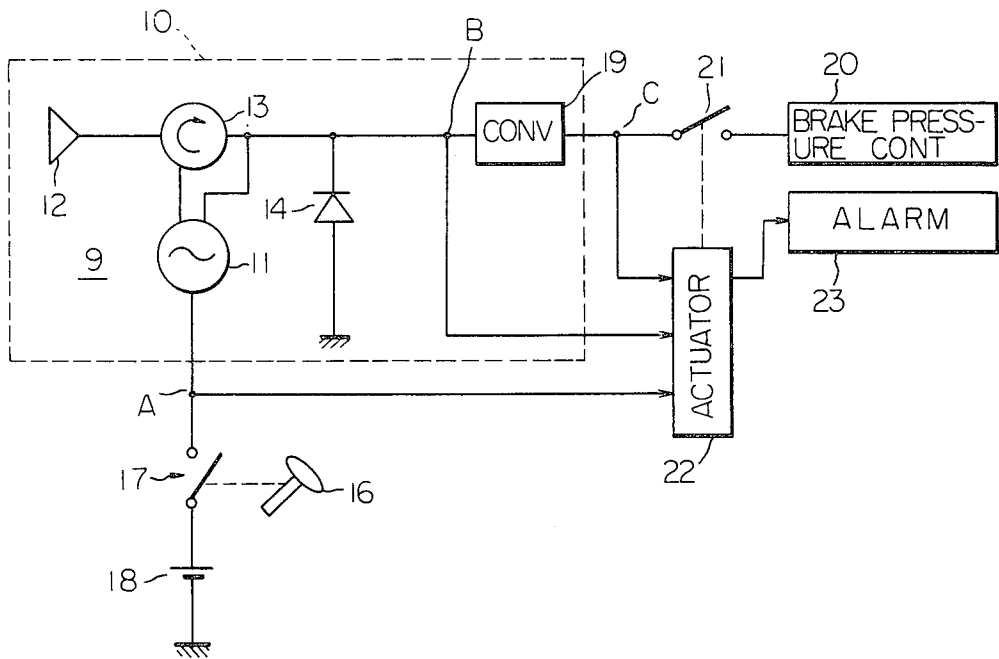 10
B
19
21
C
20
13
CONV
BRAKE PRESS-
URE CONT
12
14
ALARM
9
11
23
ACTUATOR
A
22
17
16
18